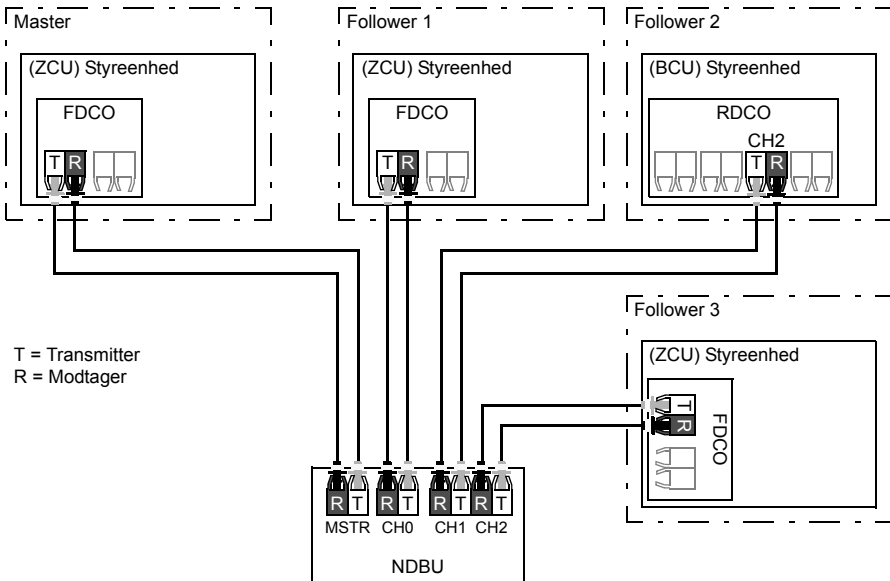 Master
(ZCU) Styreenhed
FDCO
T R
Follower 1
(ZCU) Styreenhed
FDCO
T R
Follower 2
(BCU) Styreenhed
RDCO
CH2
T R
T = Transmitter
R = Modtager
Follower 3
(ZCU) Styreenhed
T R
FDCO
R T R T R T R T
MSTR CH0 CH1 CH2
NDBU